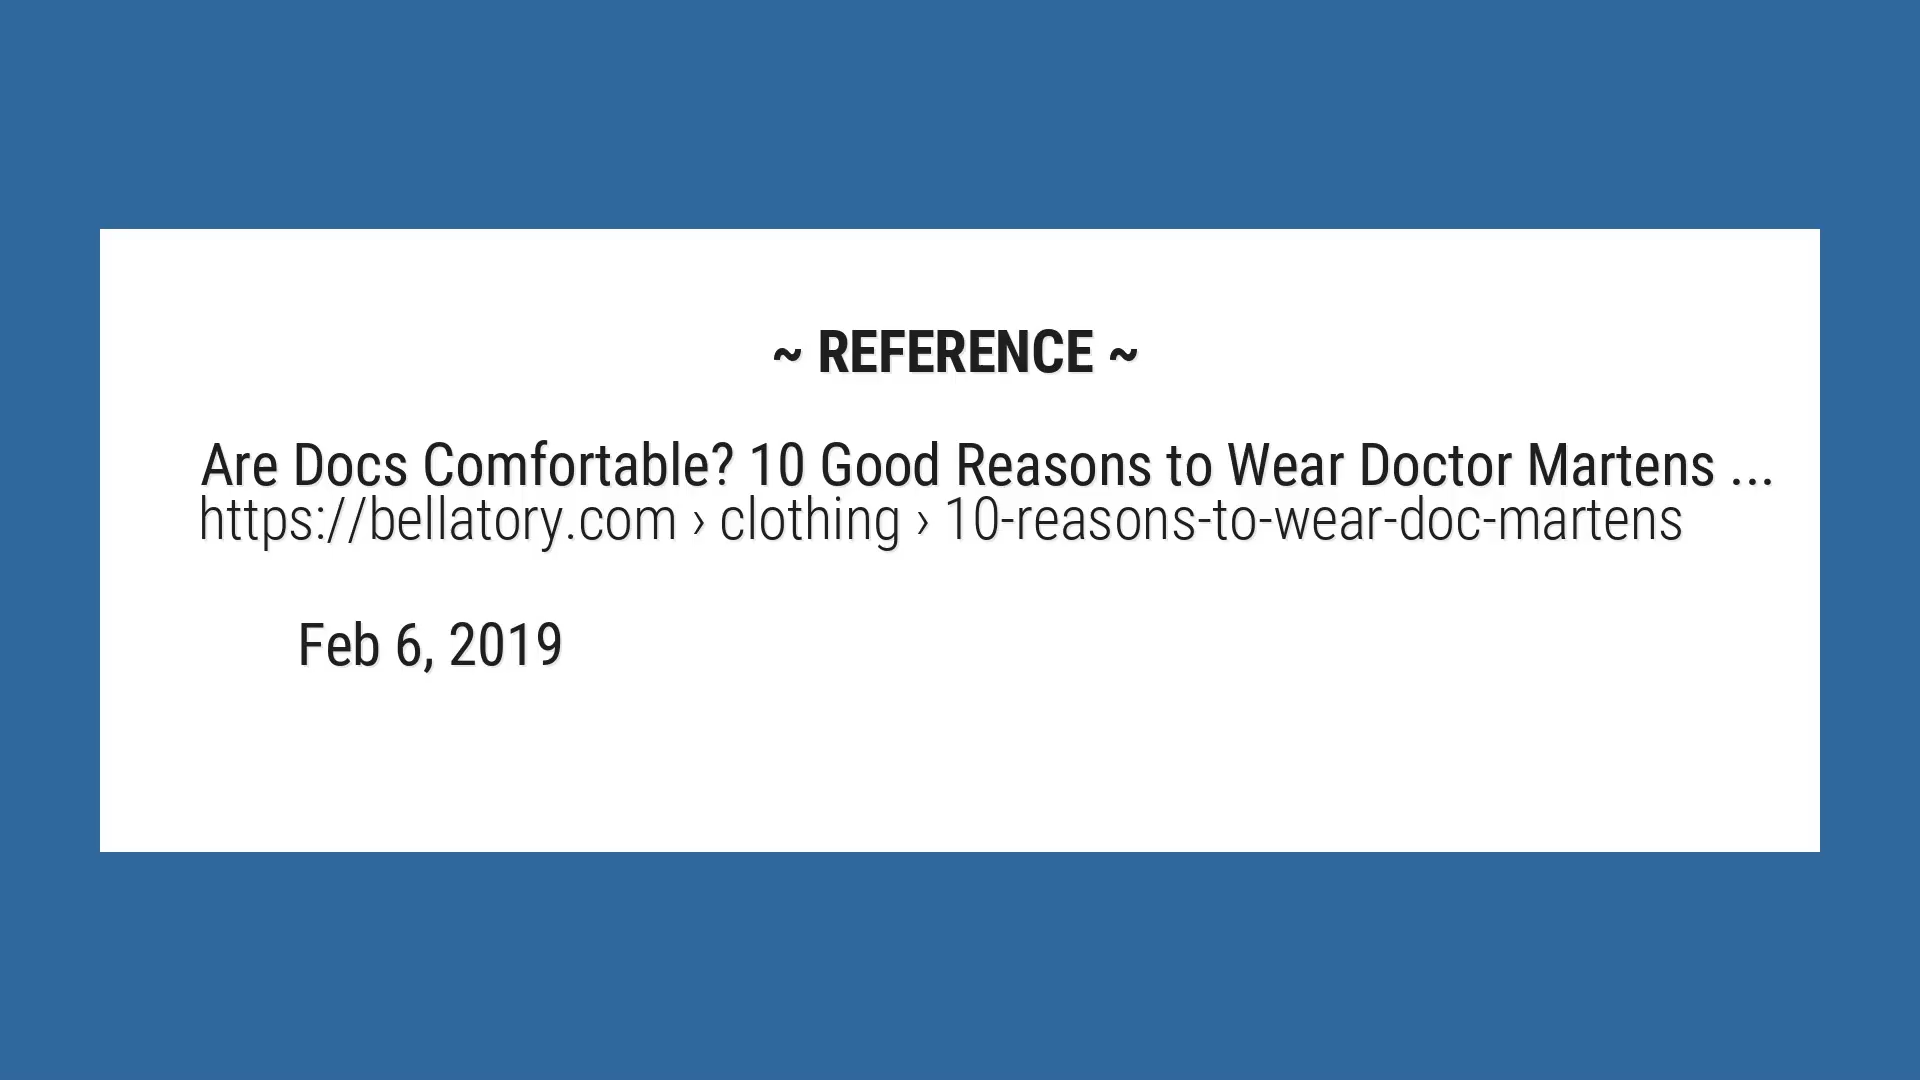 ~ REFERENCE ~
Are Docs Comfortable? 10 Good Reasons to Wear Doctor Martens ...
https://bellatory.com › clothing › 10-reasons-to-wear-doc-martens
Feb 6, 2019